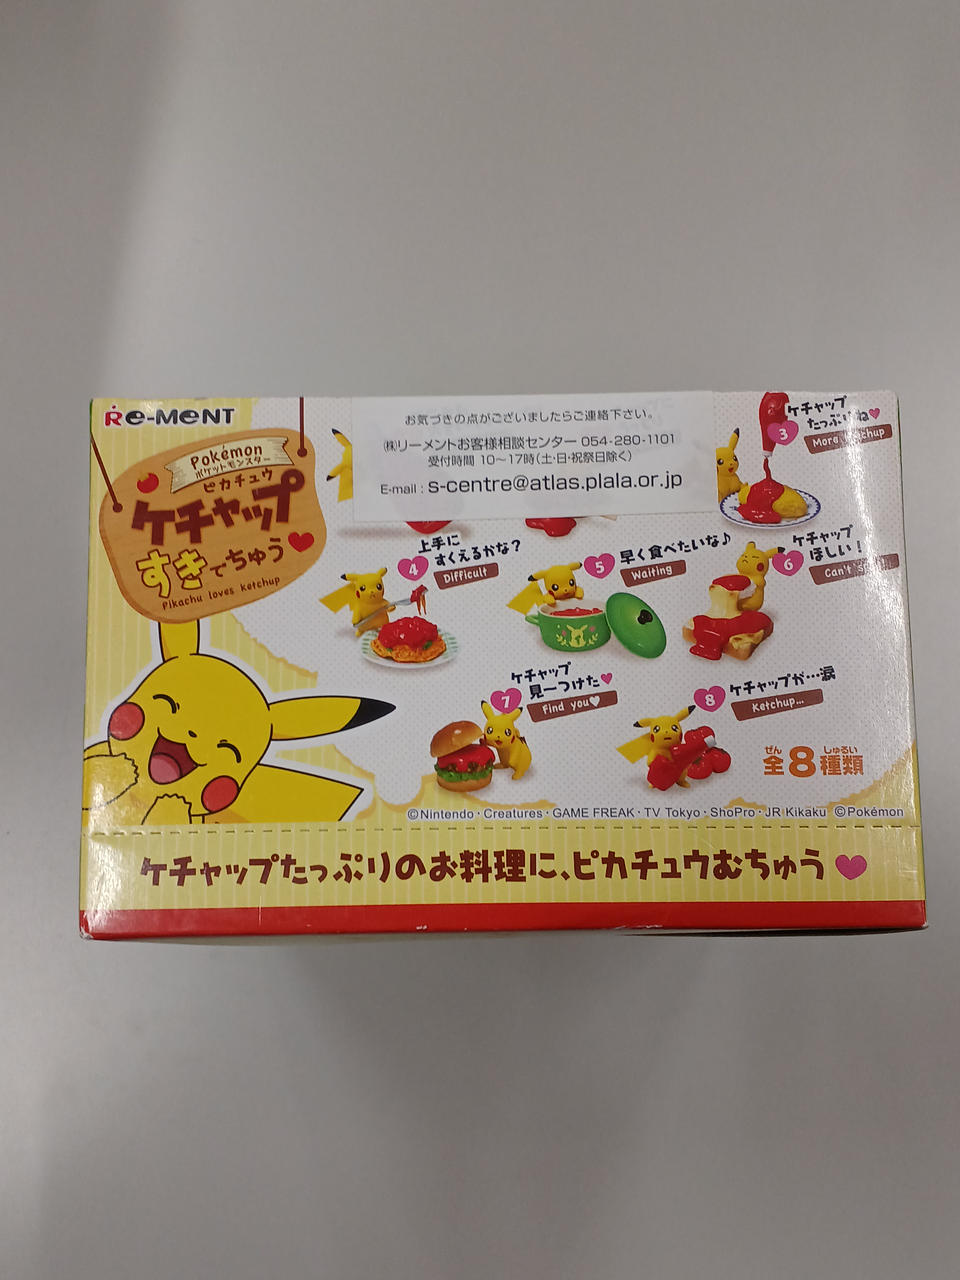 Re-MeNT
Pokémon
ポケットモンスター
ピカチュウ
ケチャップ
すきでちゅう
Pikachu loves ketchup
お気づきの点がございましたらご連絡下さい。
㈱リーメントお客様相談センター 054-280-1101
受付時間 10〜17時(土・日・祝祭日除く)
E-mail : s-centre@atlas.plala.or.jp
3
ケチャップ
たっぷりね
More ketchup
4
上手に
すくえるかな?
Difficult
5
早く食べたいな♪
Waiting
6
ケチャップ
ほしい!
Can't
7
ケチャップ
見ーつけた♥
Find you♥
8
ケチャップが…涙
Ketchup...
ぜん しゅるい
全8種類
©Nintendo・Creatures・GAME FREAK・TV Tokyo・ShoPro・JR Kikaku ©Pokémon
ケチャップたっぷりのお料理に、ピカチュウむちゅう♥